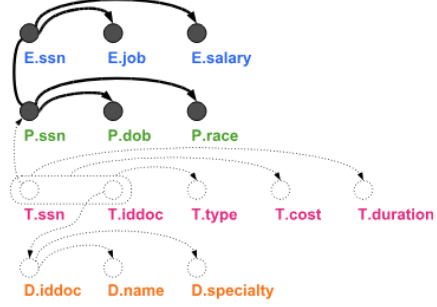 E.ssn E.job E.salary
P.ssn P.dob P.race
T.ssn T.iddoc T.type T.cost T.duration
D.iddoc D.name D.specialty